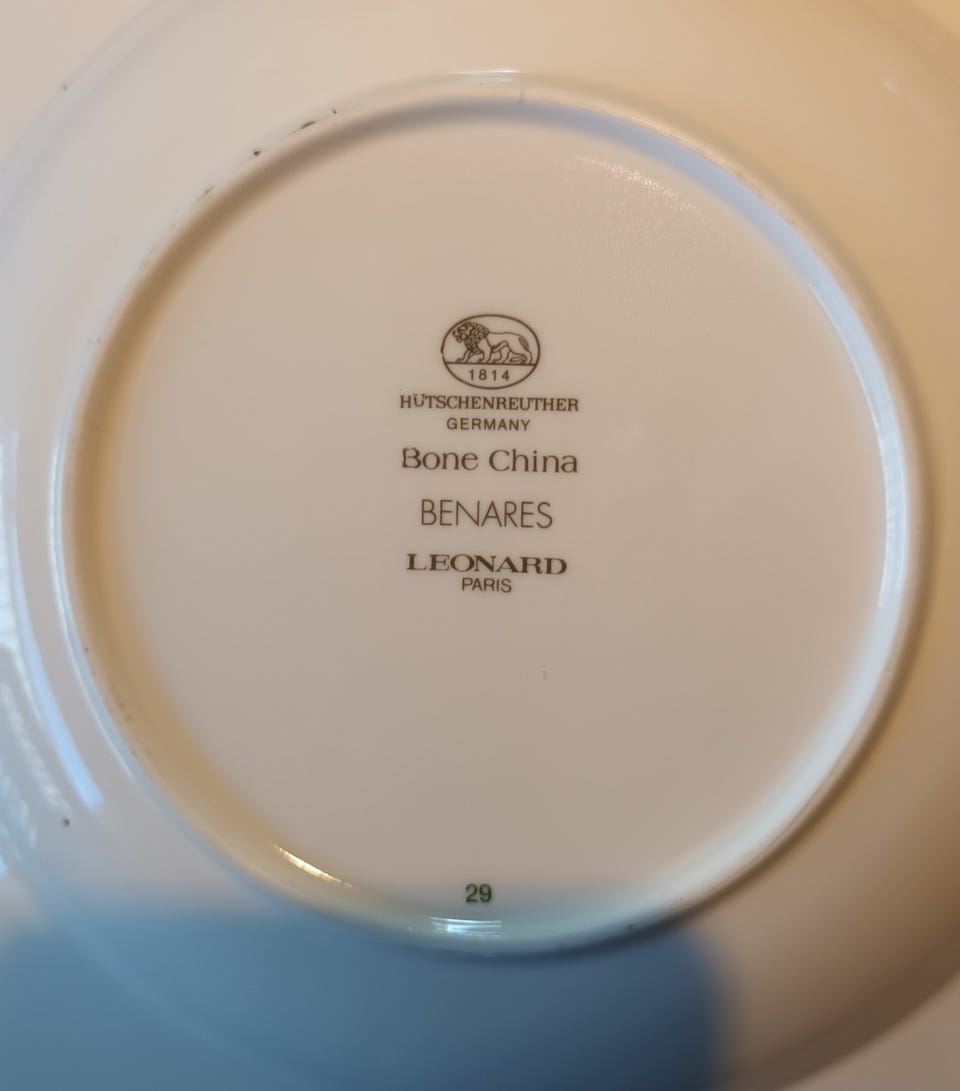 1814
HÜTSCHENREUTHER
GERMANY
Bone China
BENARES
LEONARD
PARIS
29